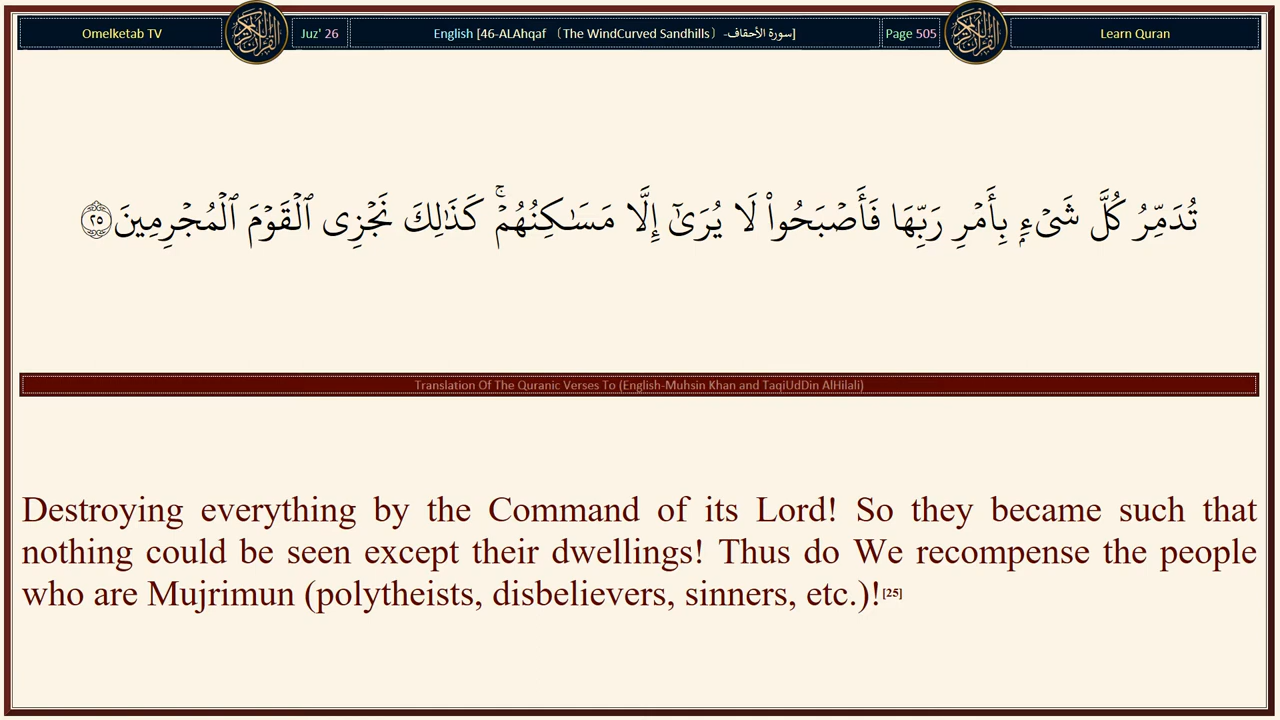 Omelketab TV
Juz' 26
English [46-ALAhqaf （The WindCurved Sandhills）-سورة الأحقاف]
Page 505
Learn Quran
تُدَمِّرُ كُلَّ شَىْءٍۭ بِأَمْرِ رَبِّهَا فَأَصْبَحُوا۟ لَا يُرَىٰٓ إِلَّا مَسَـٰكِنُهُمْ ۚ كَذَٰلِكَ نَجْزِى ٱلْقَوْمَ ٱلْمُجْرِمِينَ ٢٥
Translation Of The Quranic Verses To (English-Muhsin Khan and TaqiUdDin AlHilali)
Destroying everything by the Command of its Lord! So they became such that
nothing could be seen except their dwellings! Thus do We recompense the people
who are Mujrimun (polytheists, disbelievers, sinners, etc.)![25]